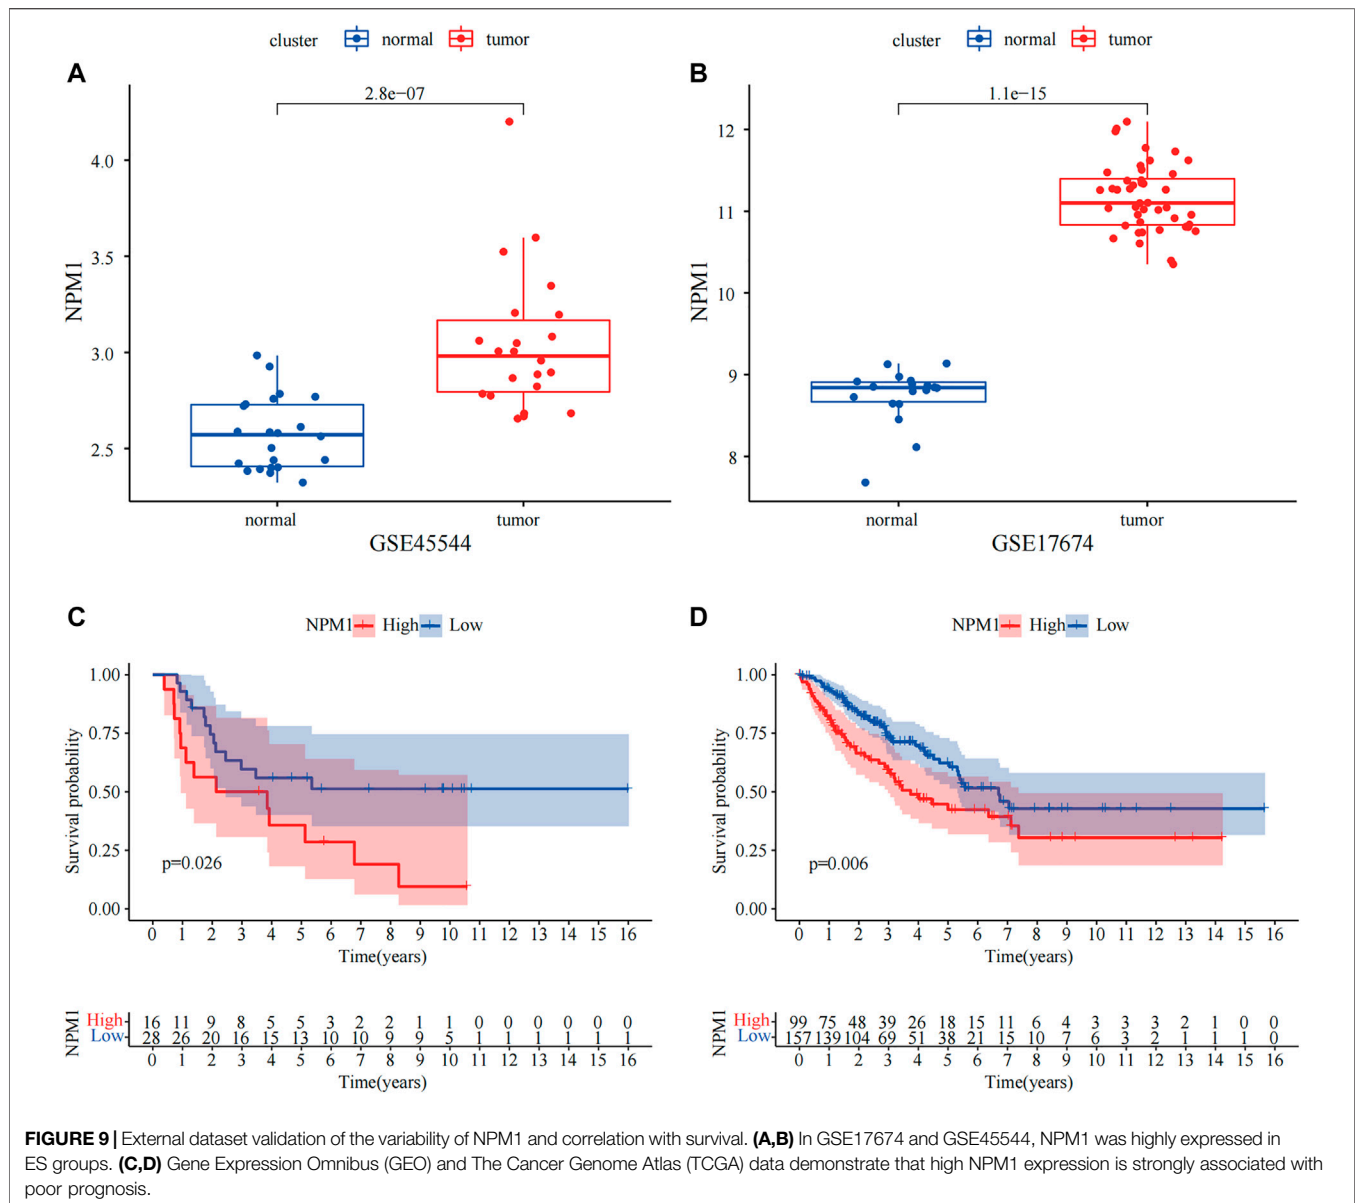 cluster normal tumor
cluster normal tumor
A
B
2.8e−07
4.0
3.5
3.0
2.5
NPM1
normal tumor
GSE45544
1.1e−15
12
11
10
9
8
NPM1
normal tumor
GSE17674
C
NPM1 High Low
1.00
0.75
0.50
0.25
0.00
Survival probability
p=0.026
0 1 2 3 4 5 6 7 8 9 10 11 12 13 14 15 16
Time(years)
NPM1
High 16 11 9 8 5 5 3 2 2 1 1 0 0 0 0 0 0
Low 28 26 20 16 15 13 10 10 9 9 5 1 1 1 1 1 1
0 1 2 3 4 5 6 7 8 9 10 11 12 13 14 15 16
Time(years)
D
NPM1 High Low
1.00
0.75
0.50
0.25
0.00
Survival probability
p=0.006
0 1 2 3 4 5 6 7 8 9 10 11 12 13 14 15 16
Time(years)
NPM1
High 99 75 48 39 26 18 15 11 6 4 3 3 3 2 1 0 0
Low 157 139 104 69 51 38 21 15 10 7 6 3 2 1 1 1 0
0 1 2 3 4 5 6 7 8 9 10 11 12 13 14 15 16
Time(years)
FIGURE 9 | External dataset validation of the variability of NPM1 and correlation with survival. (A,B) In GSE17674 and GSE45544, NPM1 was highly expressed in
ES groups. (C,D) Gene Expression Omnibus (GEO) and The Cancer Genome Atlas (TCGA) data demonstrate that high NPM1 expression is strongly associated with
poor prognosis.